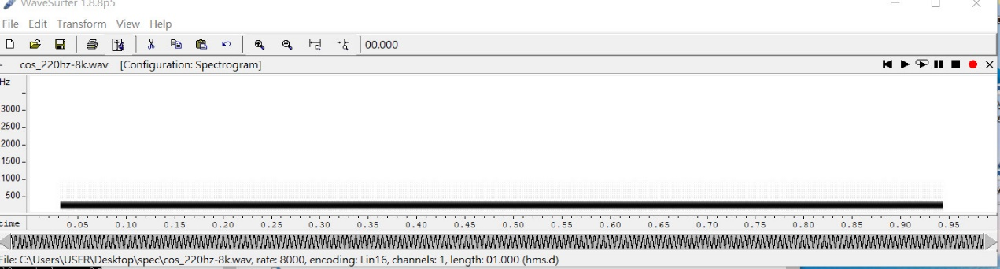 WaveSurfer 1.8.8p5
File Edit Transform View Help
00.000
cos_220hz-8k.wav [Configuration: Spectrogram]
Hz
3000
2500
2000
1500
1000
500
time 0.05 0.10 0.15 0.20 0.25 0.30 0.35 0.40 0.45 0.50 0.55 0.60 0.65 0.70 0.75 0.80 0.85 0.90 0.95
File: C:\Users\USER\Desktop\spec\cos_220hz-8k.wav, rate: 8000, encoding: Lin16, channels: 1, length: 01.000 (hms.d)